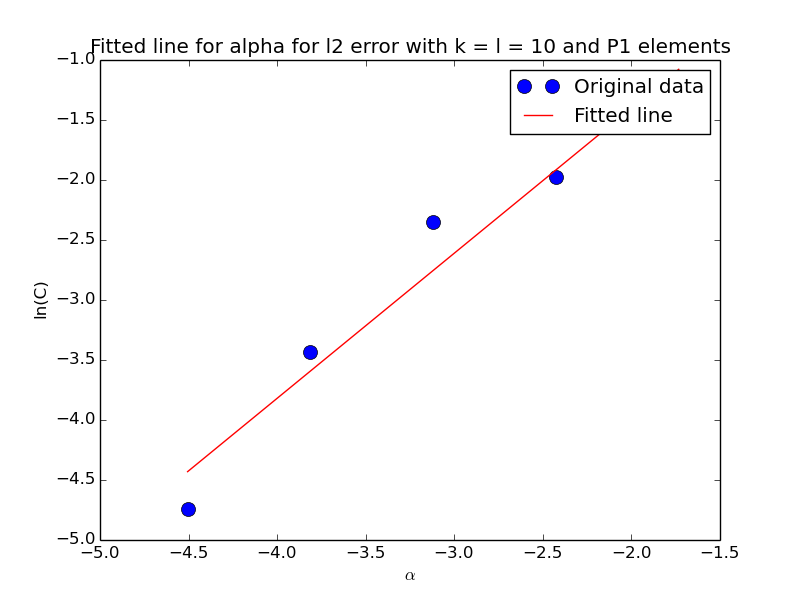 Fitted line for alpha for l2 error with k = l = 10 and P1 elements
−1.0
−1.5
−2.0
−2.5
−3.0
−3.5
−4.0
−4.5
−5.0
ln(C)
Original data
Fitted line
−5.0 −4.5 −4.0 −3.5 −3.0 −2.5 −2.0 −1.5
α